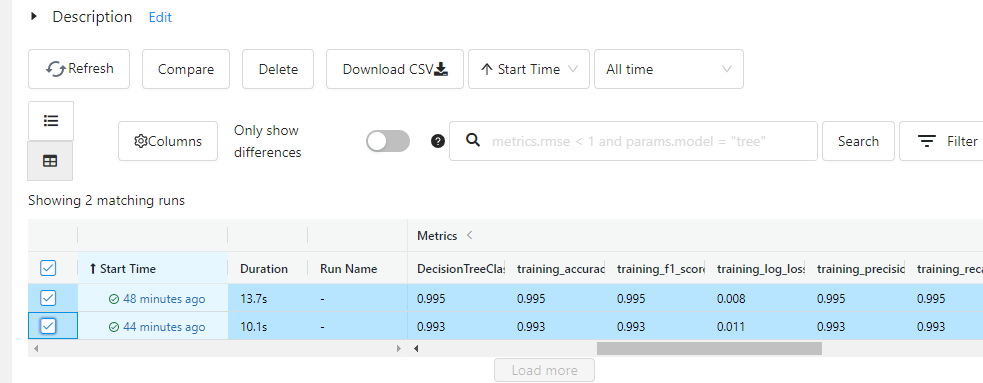 Description Edit
Refresh Compare Delete Download CSV Start Time All time
Columns Only show differences metrics.rmse < 1 and params.model = "tree" Search Filter
Showing 2 matching runs
Metrics
Start Time Duration Run Name DecisionTreeClas training_accurac training_f1_score training_log_loss training_precisio training_reca
48 minutes ago 13.7s - 0.995 0.995 0.995 0.008 0.995 0.995
44 minutes ago 10.1s - 0.993 0.993 0.993 0.011 0.993 0.993
Load more